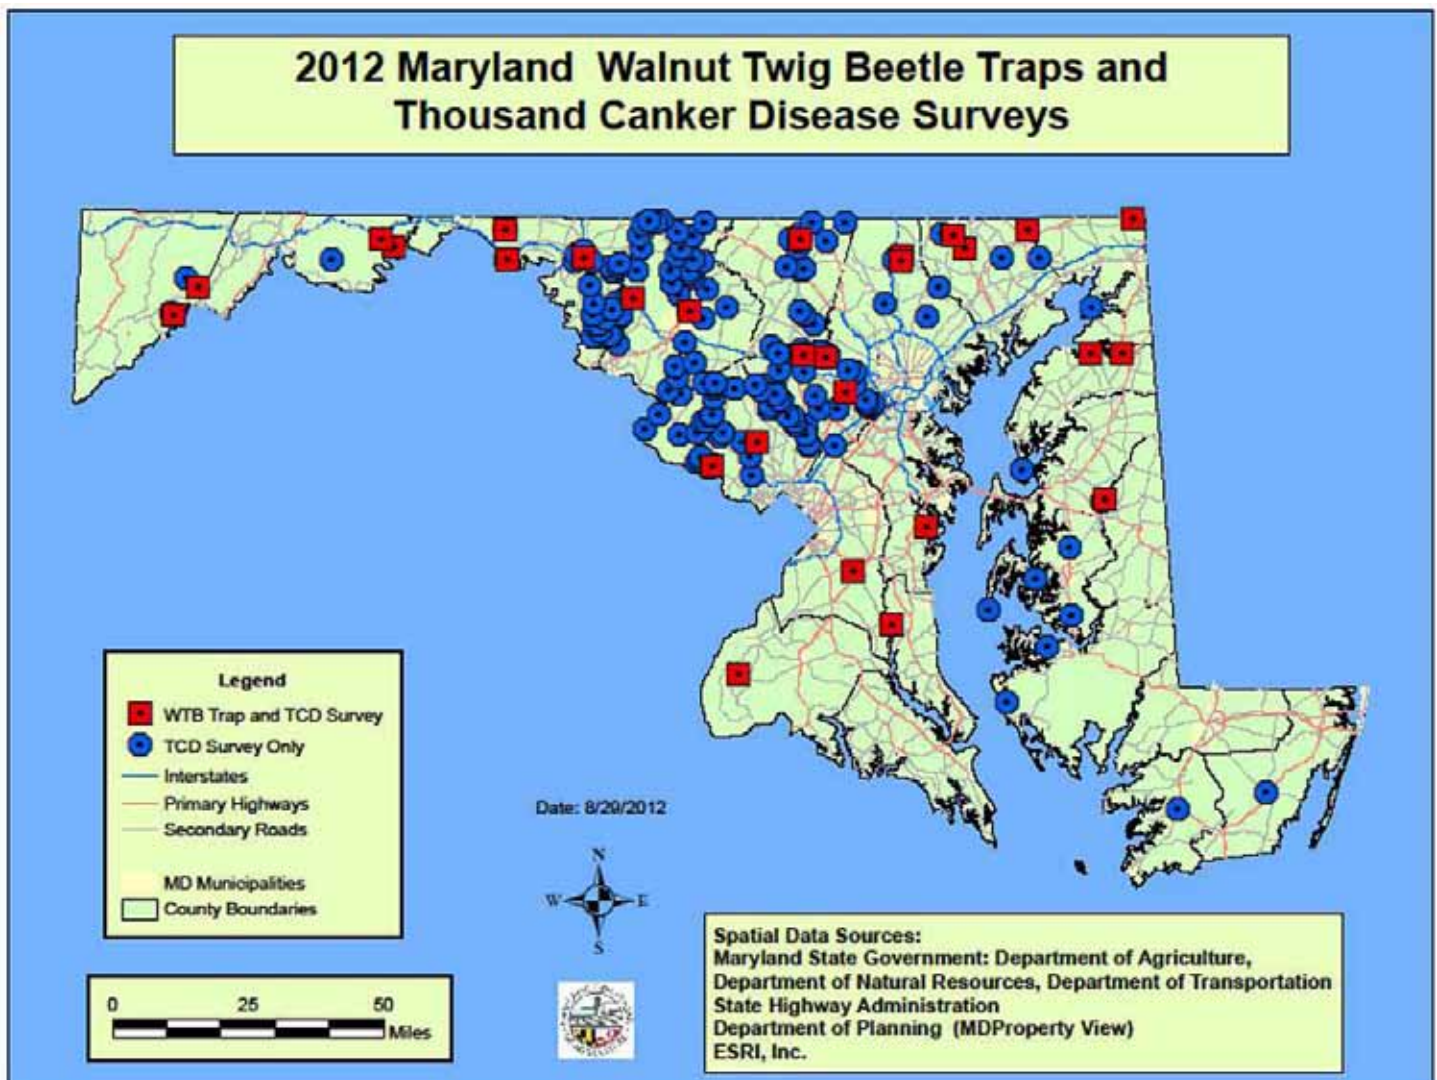 2012 Maryland Walnut Twig Beetle Traps and
Thousand Canker Disease Surveys
Legend
WTB Trap and TCD Survey
TCD Survey Only
Interstates
Primary Highways
Secondary Roads
MD Municipalities
County Boundaries
Date: 8/29/2012
N
W E
S
0 25 50
Miles
Spatial Data Sources:
Maryland State Government: Department of Agriculture,
Department of Natural Resources, Department of Transportation
State Highway Administration
Department of Planning (MDProperty View)
ESRI, Inc.